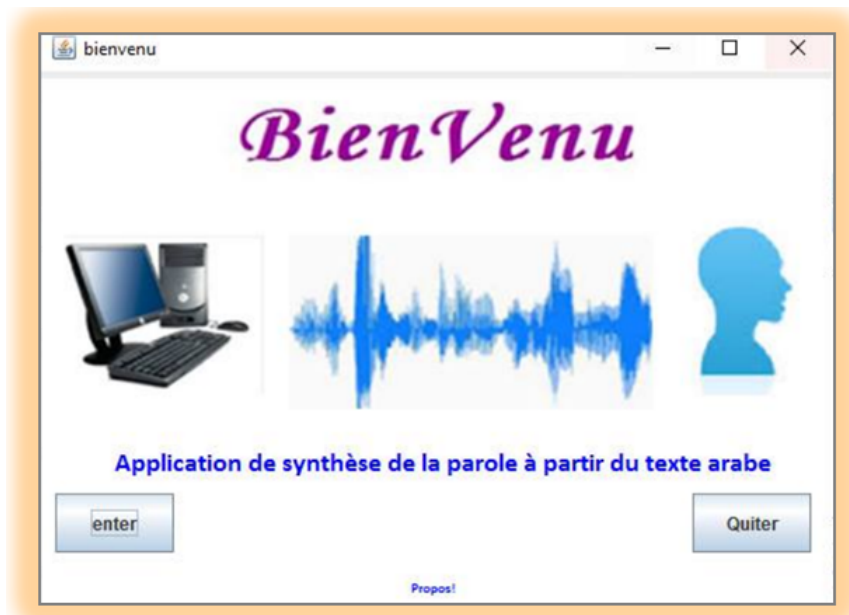 bienvenu
BienVenu
Application de synthèse de la parole à partir du texte arabe
enter
Quiter
Propos!